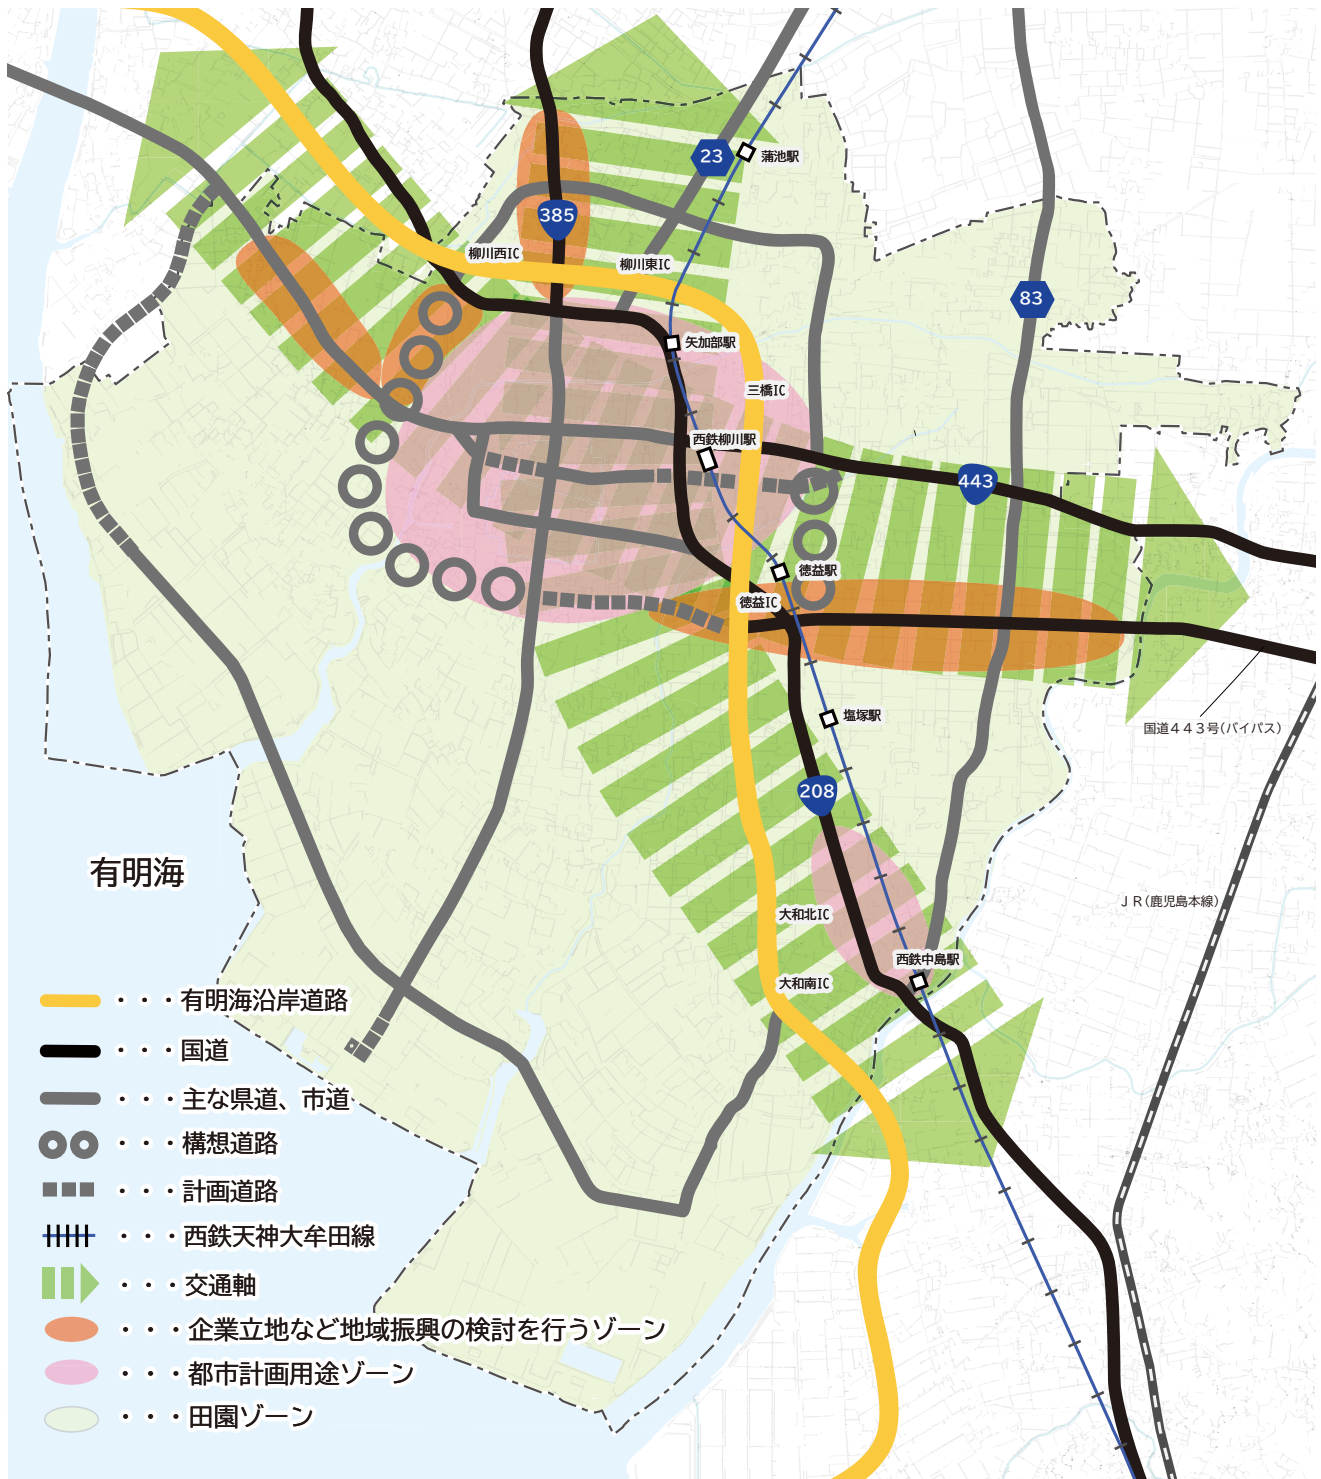 23
蒲池駅
385
柳川西IC
柳川東IC
83
矢加部駅
三橋IC
西鉄柳川駅
443
徳益駅
徳益IC
塩塚駅
国道443号(バイパス)
208
有明海
JR(鹿児島本線)
大和北IC
西鉄中島駅
大和南IC
・・・有明海沿岸道路
・・・国道
・・・主な県道、市道
・・・構想道路
・・・計画道路
・・・西鉄天神大牟田線
・・・交通軸
・・・企業立地など地域振興の検討を行うゾーン
・・・都市計画用途ゾーン
・・・田園ゾーン